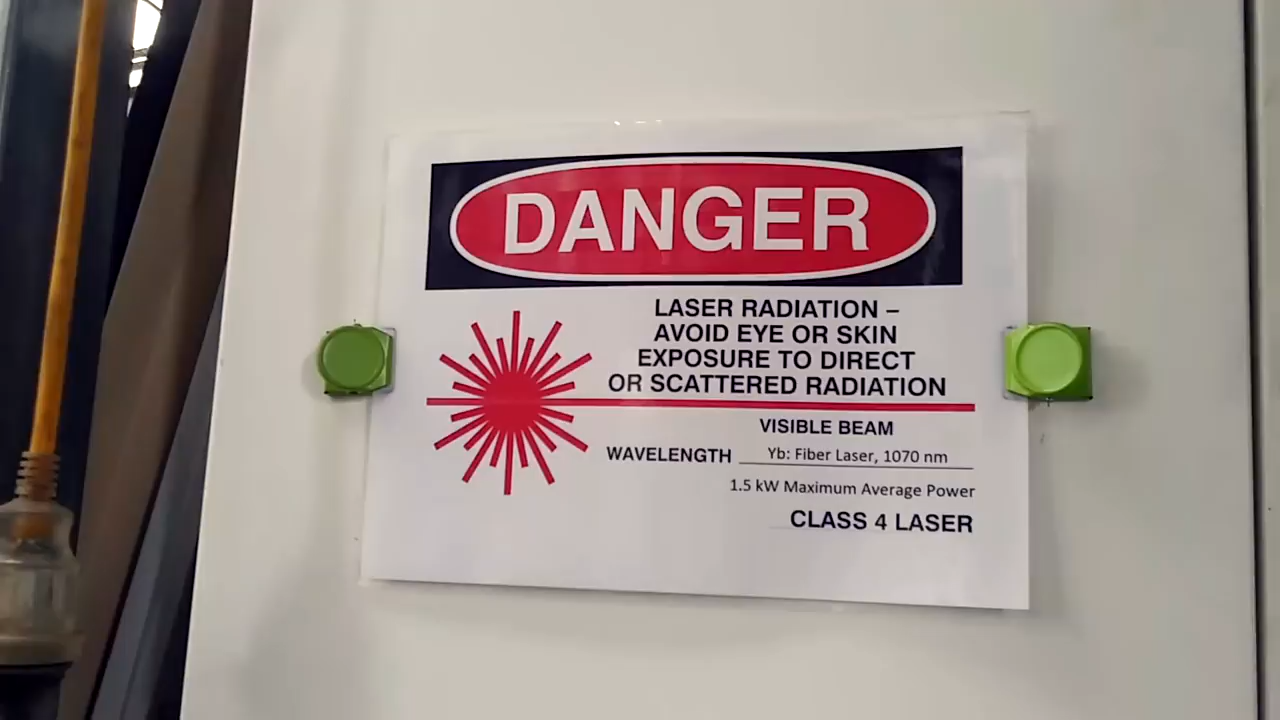 DANGER
LASER RADIATION –
AVOID EYE OR SKIN
EXPOSURE TO DIRECT
OR SCATTERED RADIATION
VISIBLE BEAM
WAVELENGTH Yb: Fiber Laser, 1070 nm
1.5 kW Maximum Average Power
CLASS 4 LASER